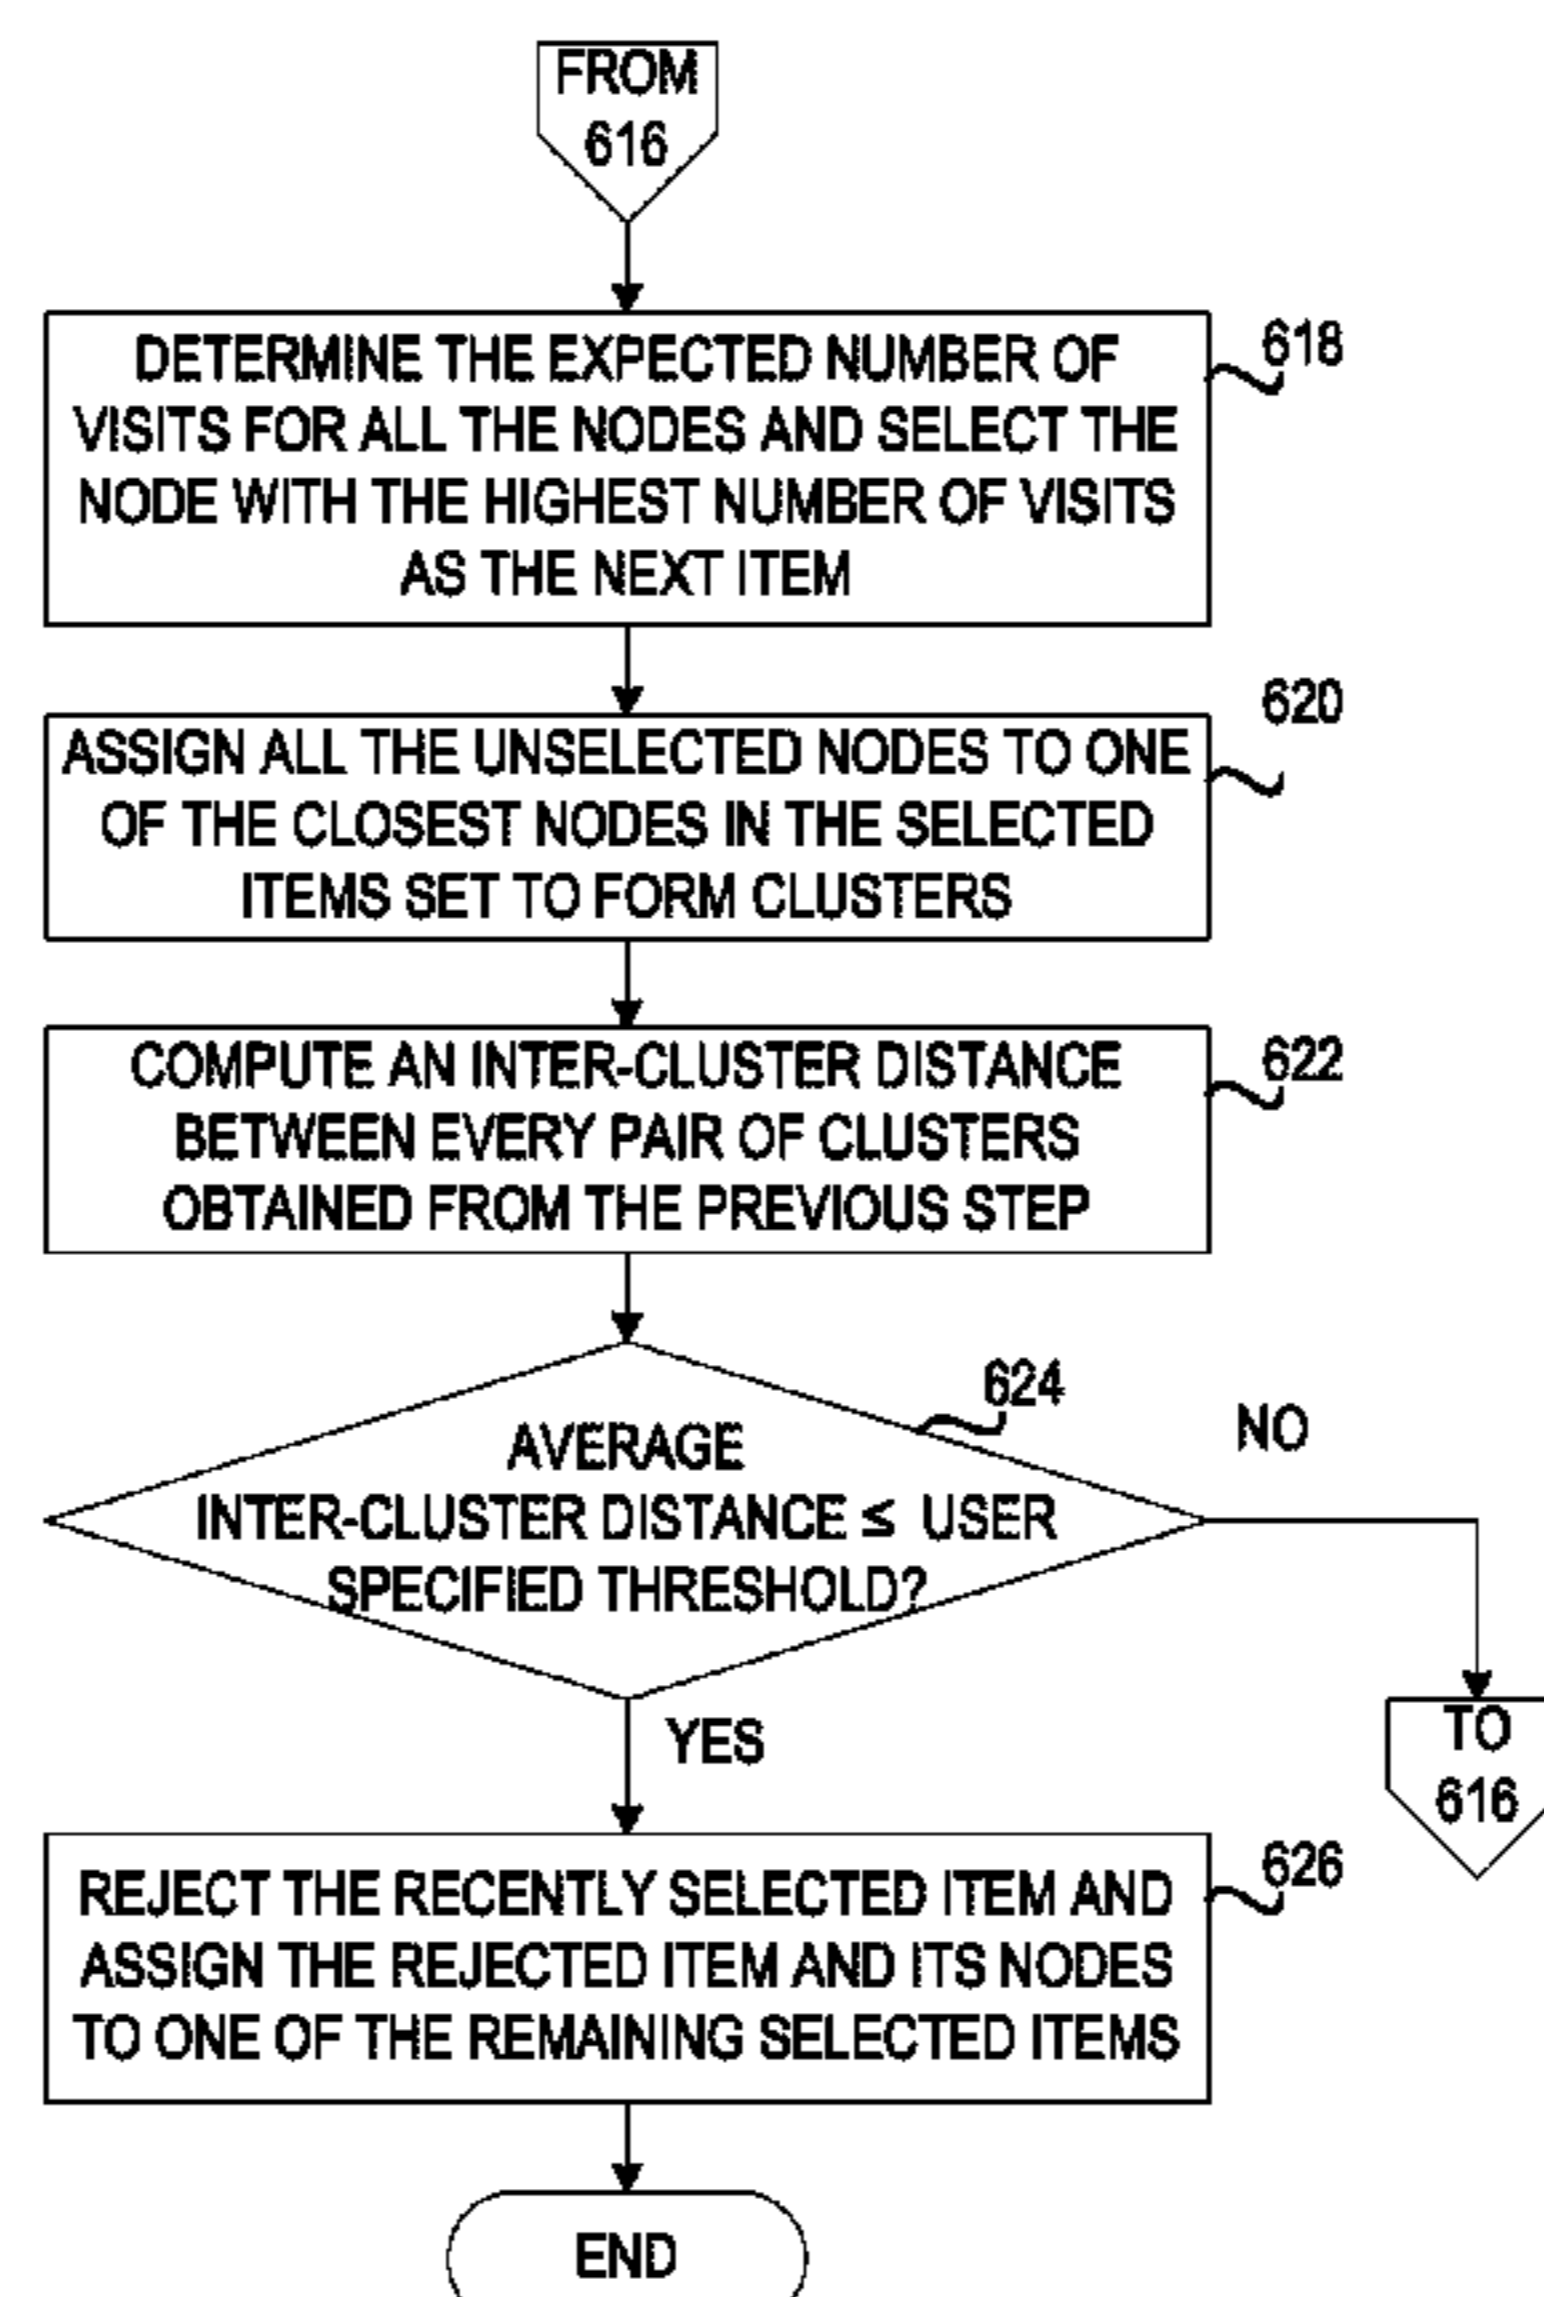 FROM
616
DETERMINE THE EXPECTED NUMBER OF
VISITS FOR ALL THE NODES AND SELECT THE
NODE WITH THE HIGHEST NUMBER OF VISITS
AS THE NEXT ITEM
618
ASSIGN ALL THE UNSELECTED NODES TO ONE
OF THE CLOSEST NODES IN THE SELECTED
ITEMS SET TO FORM CLUSTERS
620
COMPUTE AN INTER-CLUSTER DISTANCE
BETWEEN EVERY PAIR OF CLUSTERS
OBTAINED FROM THE PREVIOUS STEP
622
AVERAGE
INTER-CLUSTER DISTANCE ≤ USER
SPECIFIED THRESHOLD?
624
NO
TO
616
YES
REJECT THE RECENTLY SELECTED ITEM AND
ASSIGN THE REJECTED ITEM AND ITS NODES
TO ONE OF THE REMAINING SELECTED ITEMS
626
END